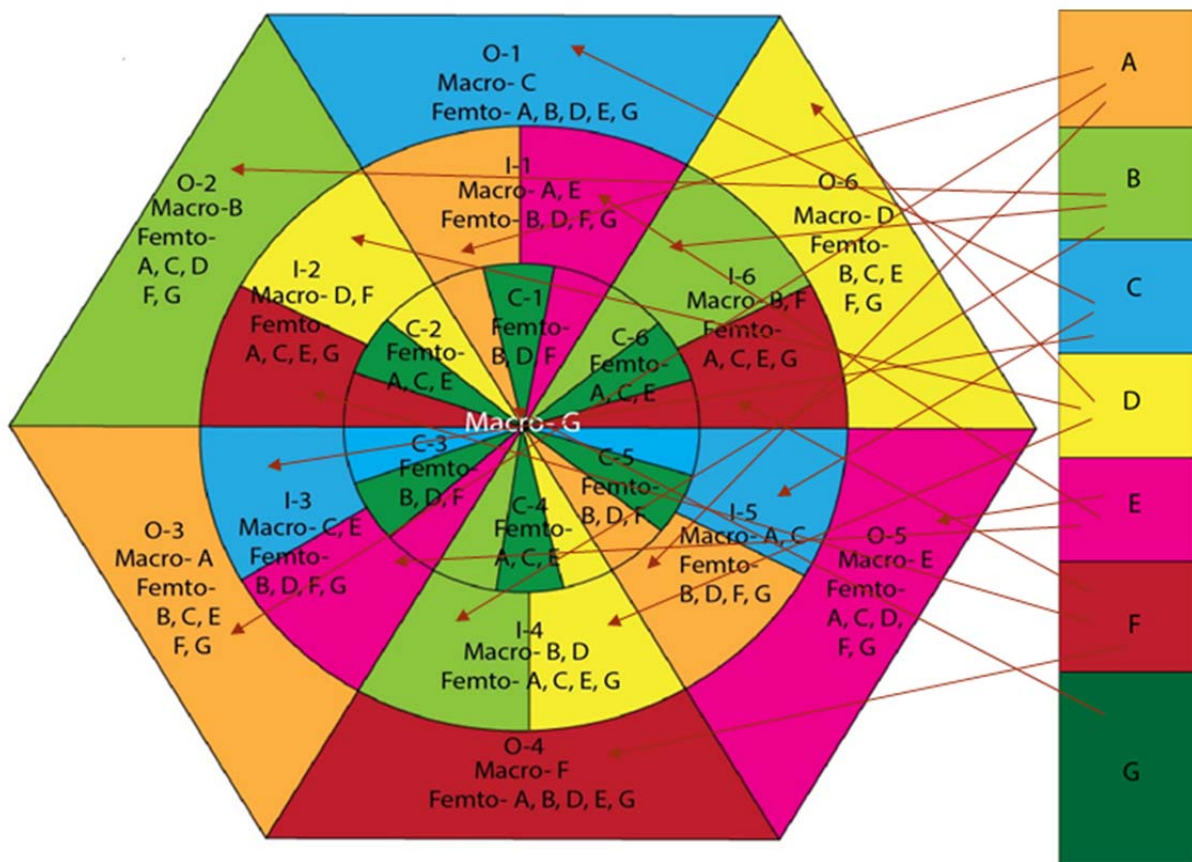 O-1
Macro- C
Femto- A, B, D, E, G
O-2
Macro-B
Femto-
A, C, D
F, G
O-6
Macro- D
Femto-
B, C, E
F, G
I-1
Macro- A, E
Femto- B, D, F, G
I-2
Macro- D, F
Femto-
A, C, E, G
I-6
Macro- B, F
Femto-
A, C, E, G
C-1
Femto-
B, D, F
C-2
Femto-
A, C, E
C-6
Femto-
A, C, E
Macro- G
C-3
Femto-
B, D, F
C-4
Femto-
A, C, E
C-5
Femto-
B, D, F
I-3
Macro- C, E
Femto-
B, D, F, G
I-4
Macro- B, D
Femto- A, C, E, G
I-5
Macro- A, C
Femto-
B, D, F, G
O-3
Macro- A
Femto-
B, C, E
F, G
O-4
Macro- F
Femto- A, B, D, E, G
O-5
Macro- E
Femto-
A, C, D,
F, G
A
B
C
D
E
F
G